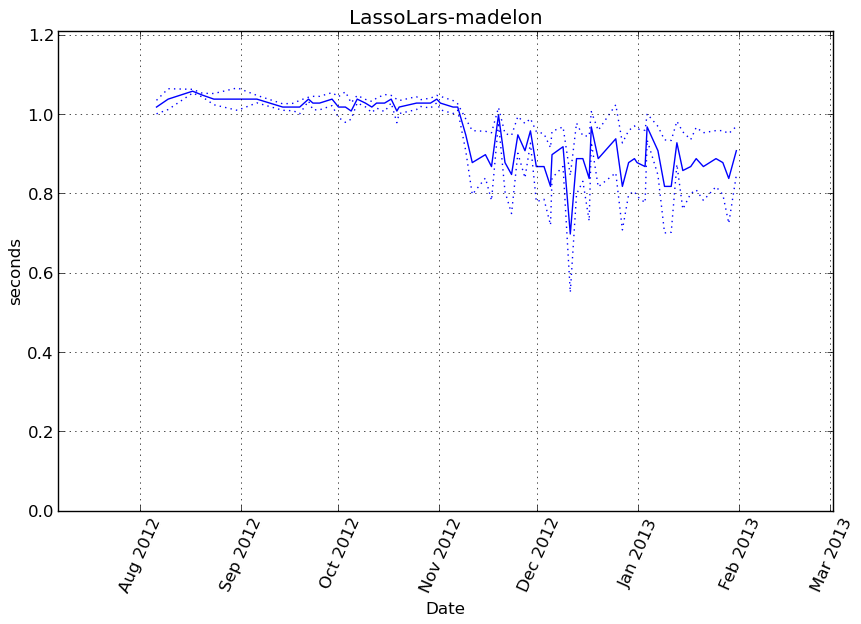 LassoLars-madelon
1.2
1.0
0.8
0.6
0.4
0.2
0.0
seconds
Aug 2012
Sep 2012
Oct 2012
Nov 2012
Dec 2012
Jan 2013
Feb 2013
Mar 2013
Date